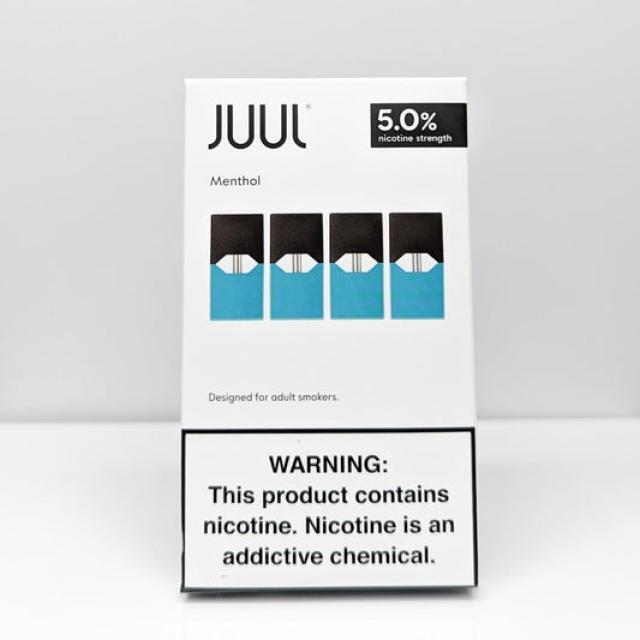 JUUL®
5.0%
nicotine strength
Menthol
Designed for adult smokers.
WARNING:
This product contains
nicotine. Nicotine is an
addictive chemical.